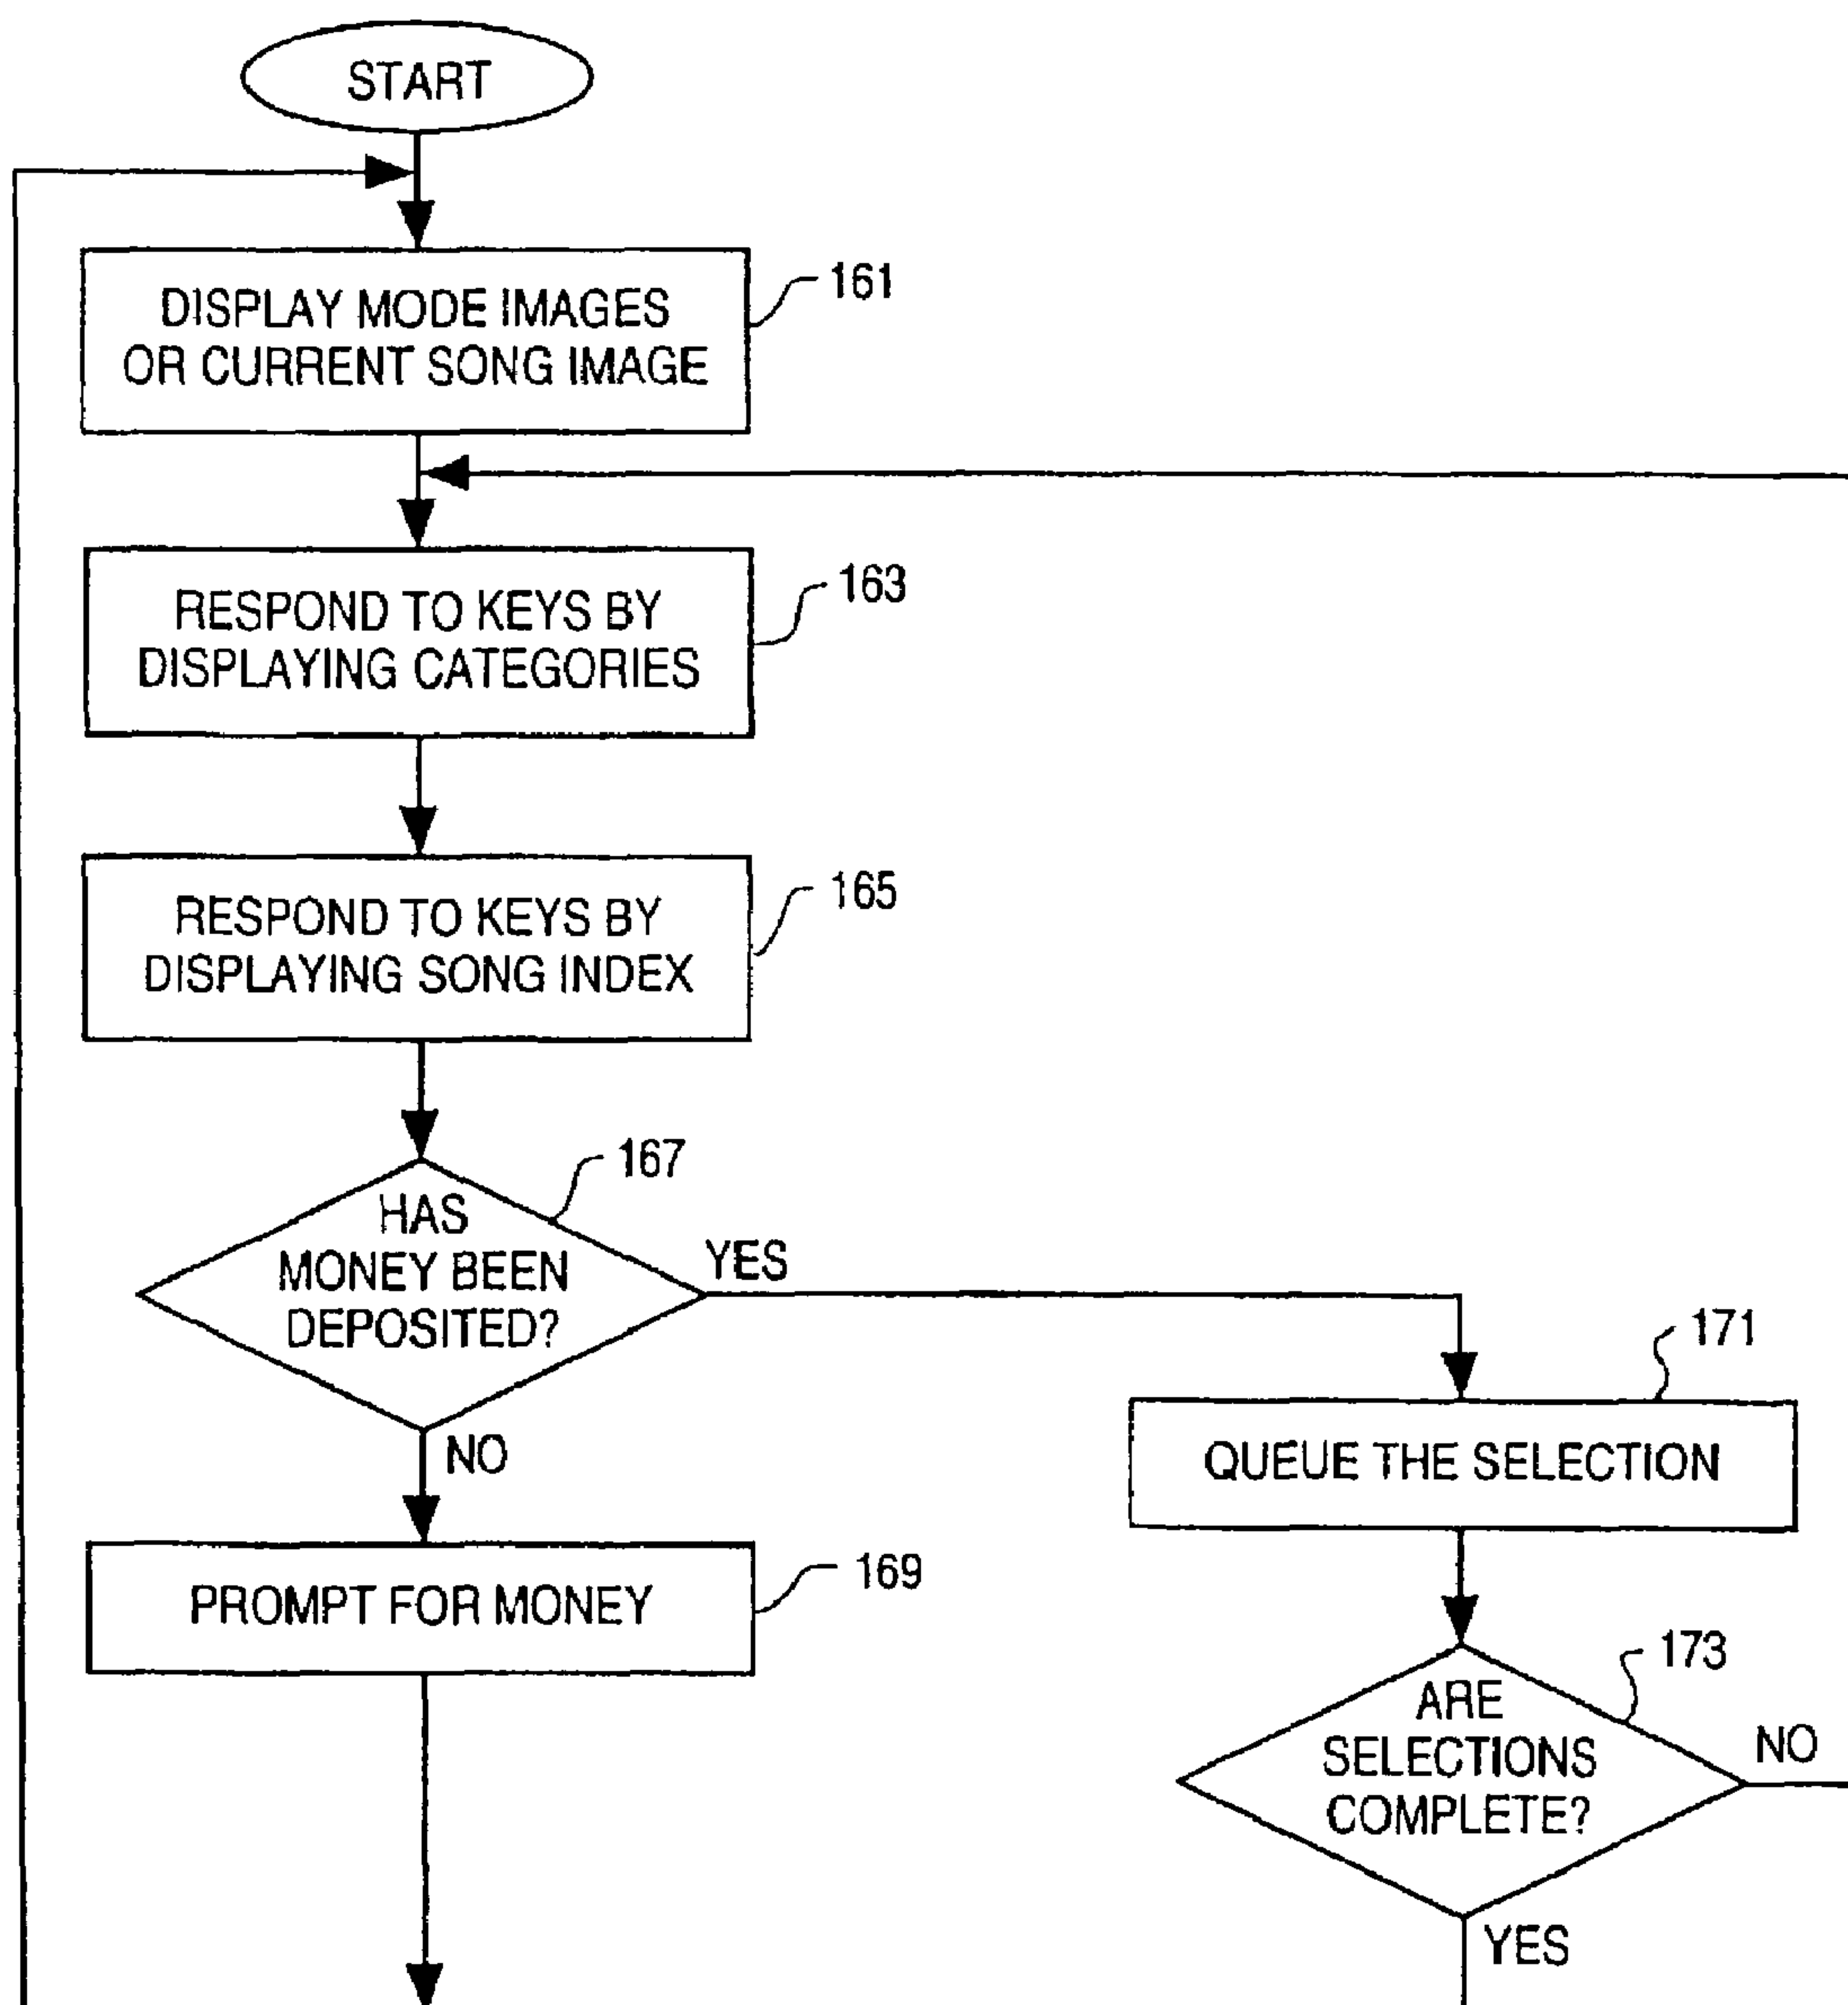 START
DISPLAY MODE IMAGES
OR CURRENT SONG IMAGE
161
RESPOND TO KEYS BY
DISPLAYING CATEGORIES
163
RESPOND TO KEYS BY
DISPLAYING SONG INDEX
165
HAS
MONEY BEEN
DEPOSITED?
167
YES
NO
PROMPT FOR MONEY
169
QUEUE THE SELECTION
171
ARE
SELECTIONS
COMPLETE?
173
NO
YES